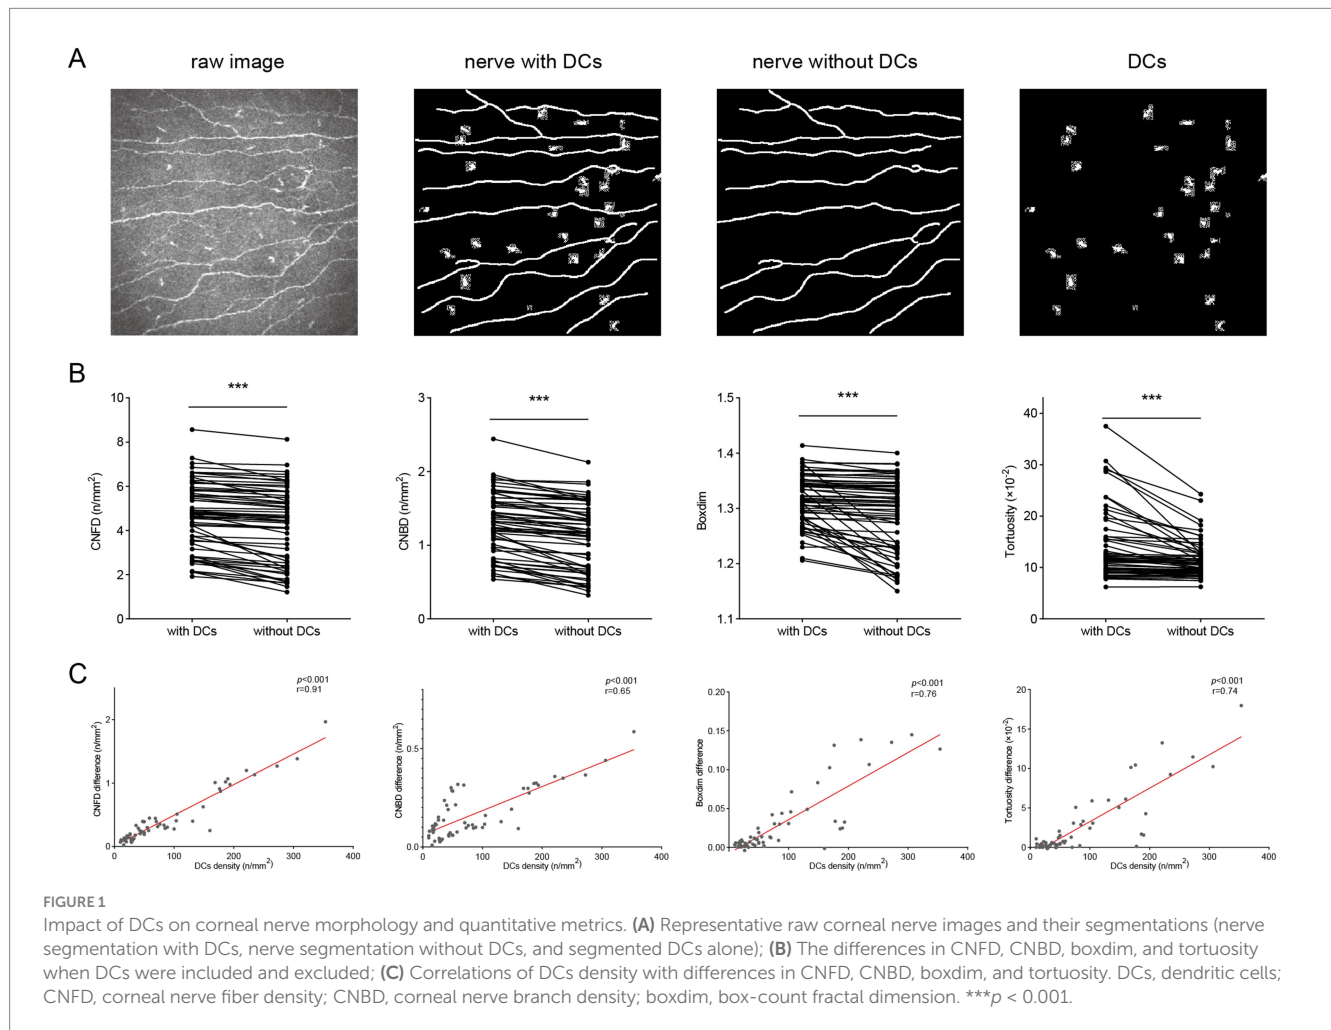 A
raw image
nerve with DCs
nerve without DCs
DCs
B
***
10
8
6
4
2
0
CNFD (n/mm²)
with DCs
without DCs
***
3
2
1
0
CNBD (n/mm²)
with DCs
without DCs
***
1.5
1.4
1.3
1.2
1.1
Boxdim
with DCs
without DCs
***
40
30
20
10
0
Tortuosity (×10⁻²)
with DCs
without DCs
C
p<0.001
r=0.91
2
1
0
CNFD difference (n/mm²)
0 100 200 300 400
DCs density (n/mm²)
p<0.001
r=0.65
0.5
0.0
CNBD difference (n/mm²)
0 100 200 300 400
DCs density (n/mm²)
p<0.001
r=0.76
0.20
0.15
0.10
0.05
0.00
Boxdim difference
100 200 300 400
DCs density (n/mm²)
p<0.001
r=0.74
20
15
10
5
0
Tortuosity difference (×10⁻²)
0 100 200 300 400
DCs density (n/mm²)
FIGURE 1
Impact of DCs on corneal nerve morphology and quantitative metrics. (A) Representative raw corneal nerve images and their segmentations (nerve
segmentation with DCs, nerve segmentation without DCs, and segmented DCs alone); (B) The differences in CNFD, CNBD, boxdim, and tortuosity
when DCs were included and excluded; (C) Correlations of DCs density with differences in CNFD, CNBD, boxdim, and tortuosity. DCs, dendritic cells;
CNFD, corneal nerve fiber density; CNBD, corneal nerve branch density; boxdim, box-count fractal dimension. ***p < 0.001.